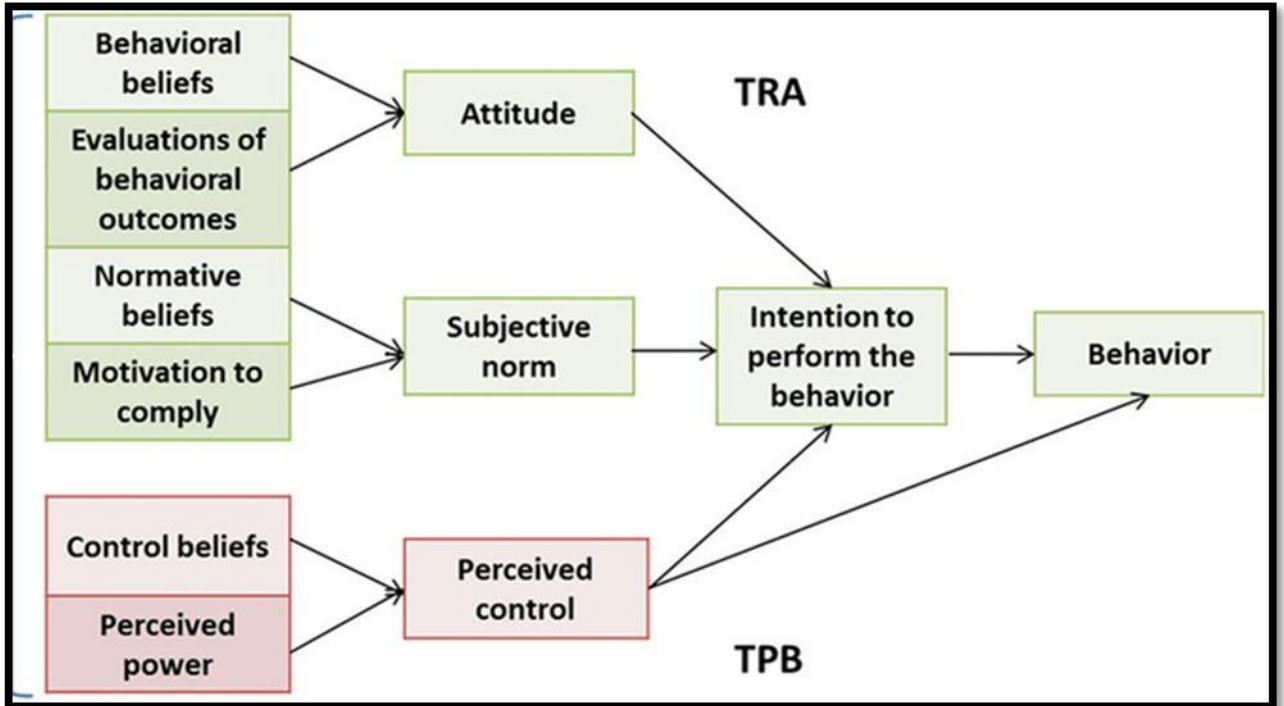 Behavioral
beliefs
Evaluations of
behavioral
outcomes
Normative
beliefs
Motivation to
comply
Control beliefs
Perceived
power
Attitude
Subjective
norm
Perceived
control
TRA
Intention to
perform the
behavior
TPB
Behavior